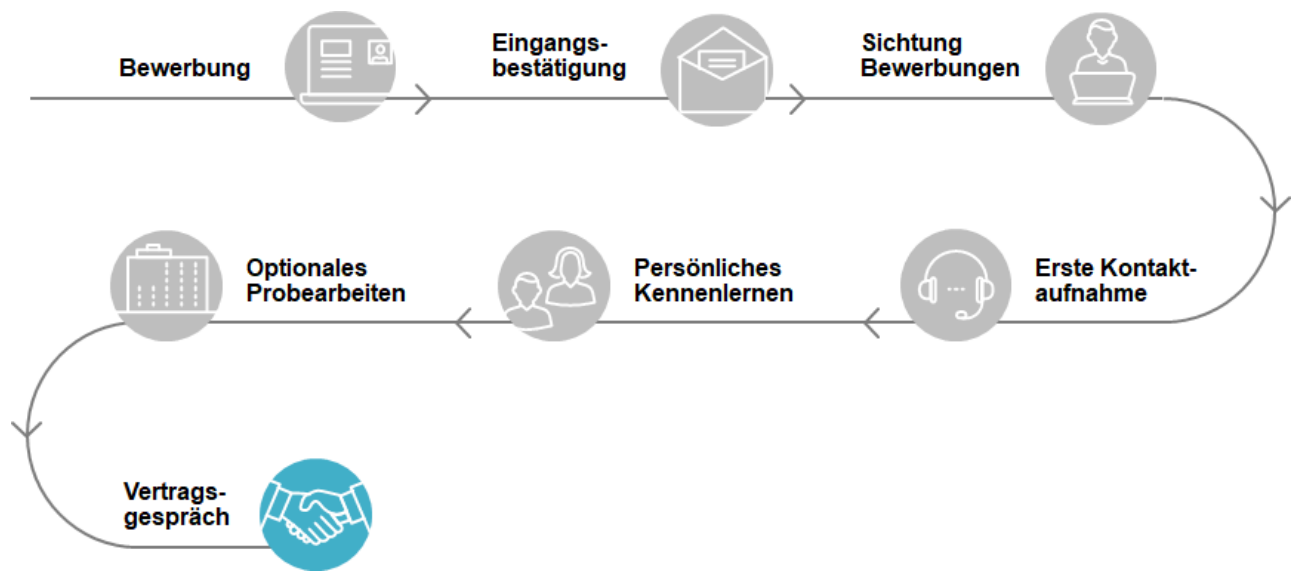 Bewerbung
Eingangs-
bestätigung
Sichtung
Bewerbungen
Erste Kontakt-
aufnahme
Persönliches
Kennenlernen
Optionales
Probearbeiten
Vertrags-
gespräch